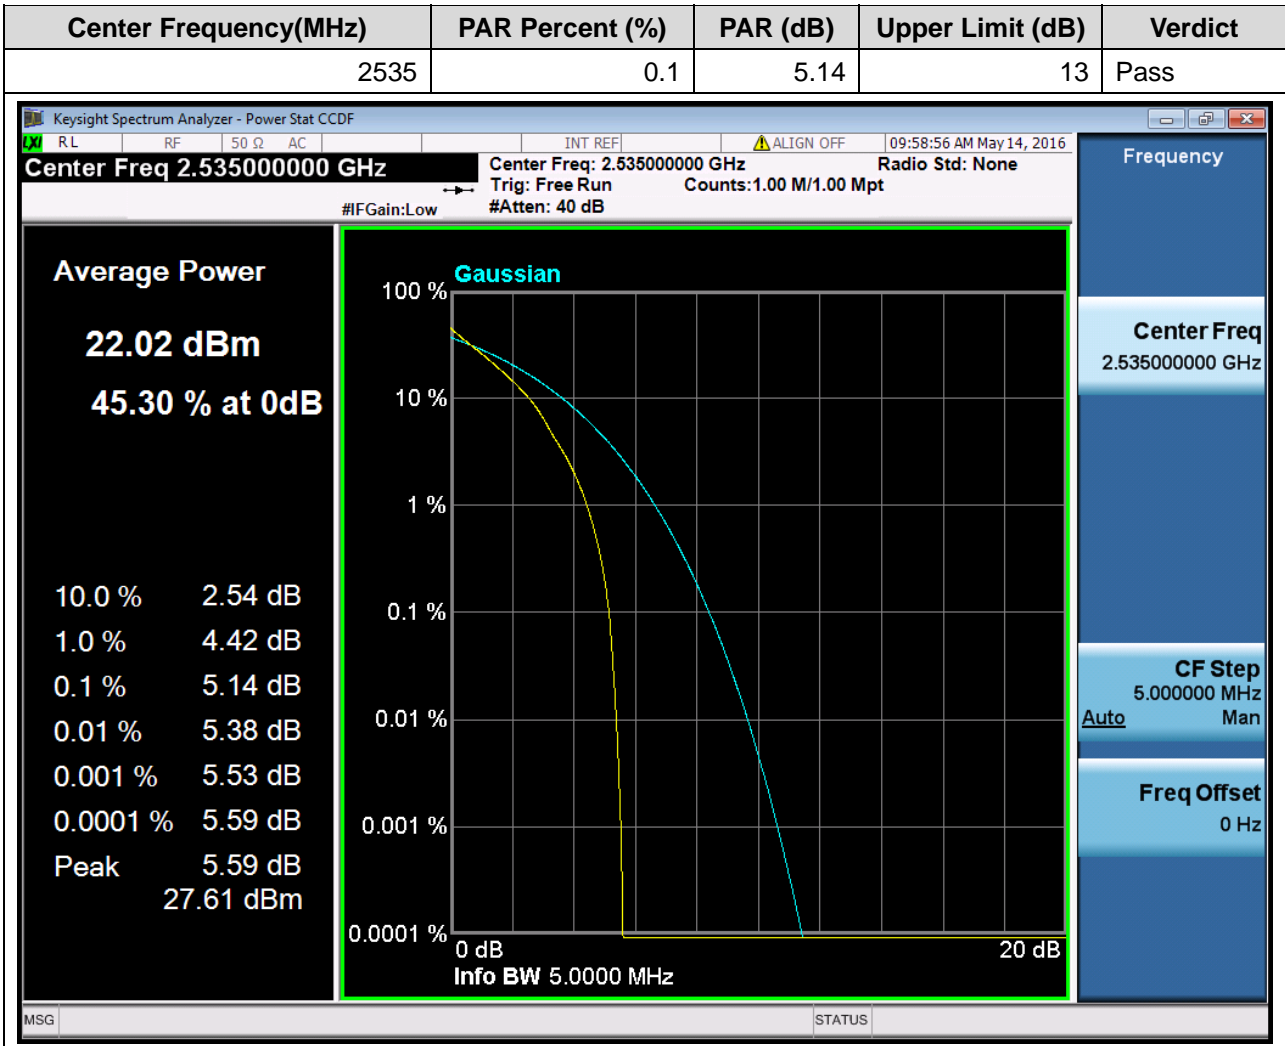 Center Frequency(MHz) PAR Percent (%) PAR (dB) Upper Limit (dB) Verdict
2535 0.1 5.14 13 Pass
Keysight Spectrum Analyzer - Power Stat CCDF
LXI RL RF 50 Ω AC INT REF ALIGN OFF 09:58:56 AM May 14, 2016
Center Freq 2.535000000 GHz
Center Freq: 2.535000000 GHz Radio Std: None
Trig: Free Run Counts:1.00 M/1.00 Mpt
#IFGain:Low #Atten: 40 dB
Average Power
22.02 dBm
45.30 % at 0dB
10.0 % 2.54 dB
1.0 % 4.42 dB
0.1 % 5.14 dB
0.01 % 5.38 dB
0.001 % 5.53 dB
0.0001 % 5.59 dB
Peak 5.59 dB
27.61 dBm
Gaussian
100 %
10 %
1 %
0.1 %
0.01 %
0.001 %
0.0001 %
0 dB 20 dB
Info BW 5.0000 MHz
Frequency
Center Freq
2.535000000 GHz
CF Step
5.000000 MHz
Auto Man
Freq Offset
0 Hz
MSG STATUS